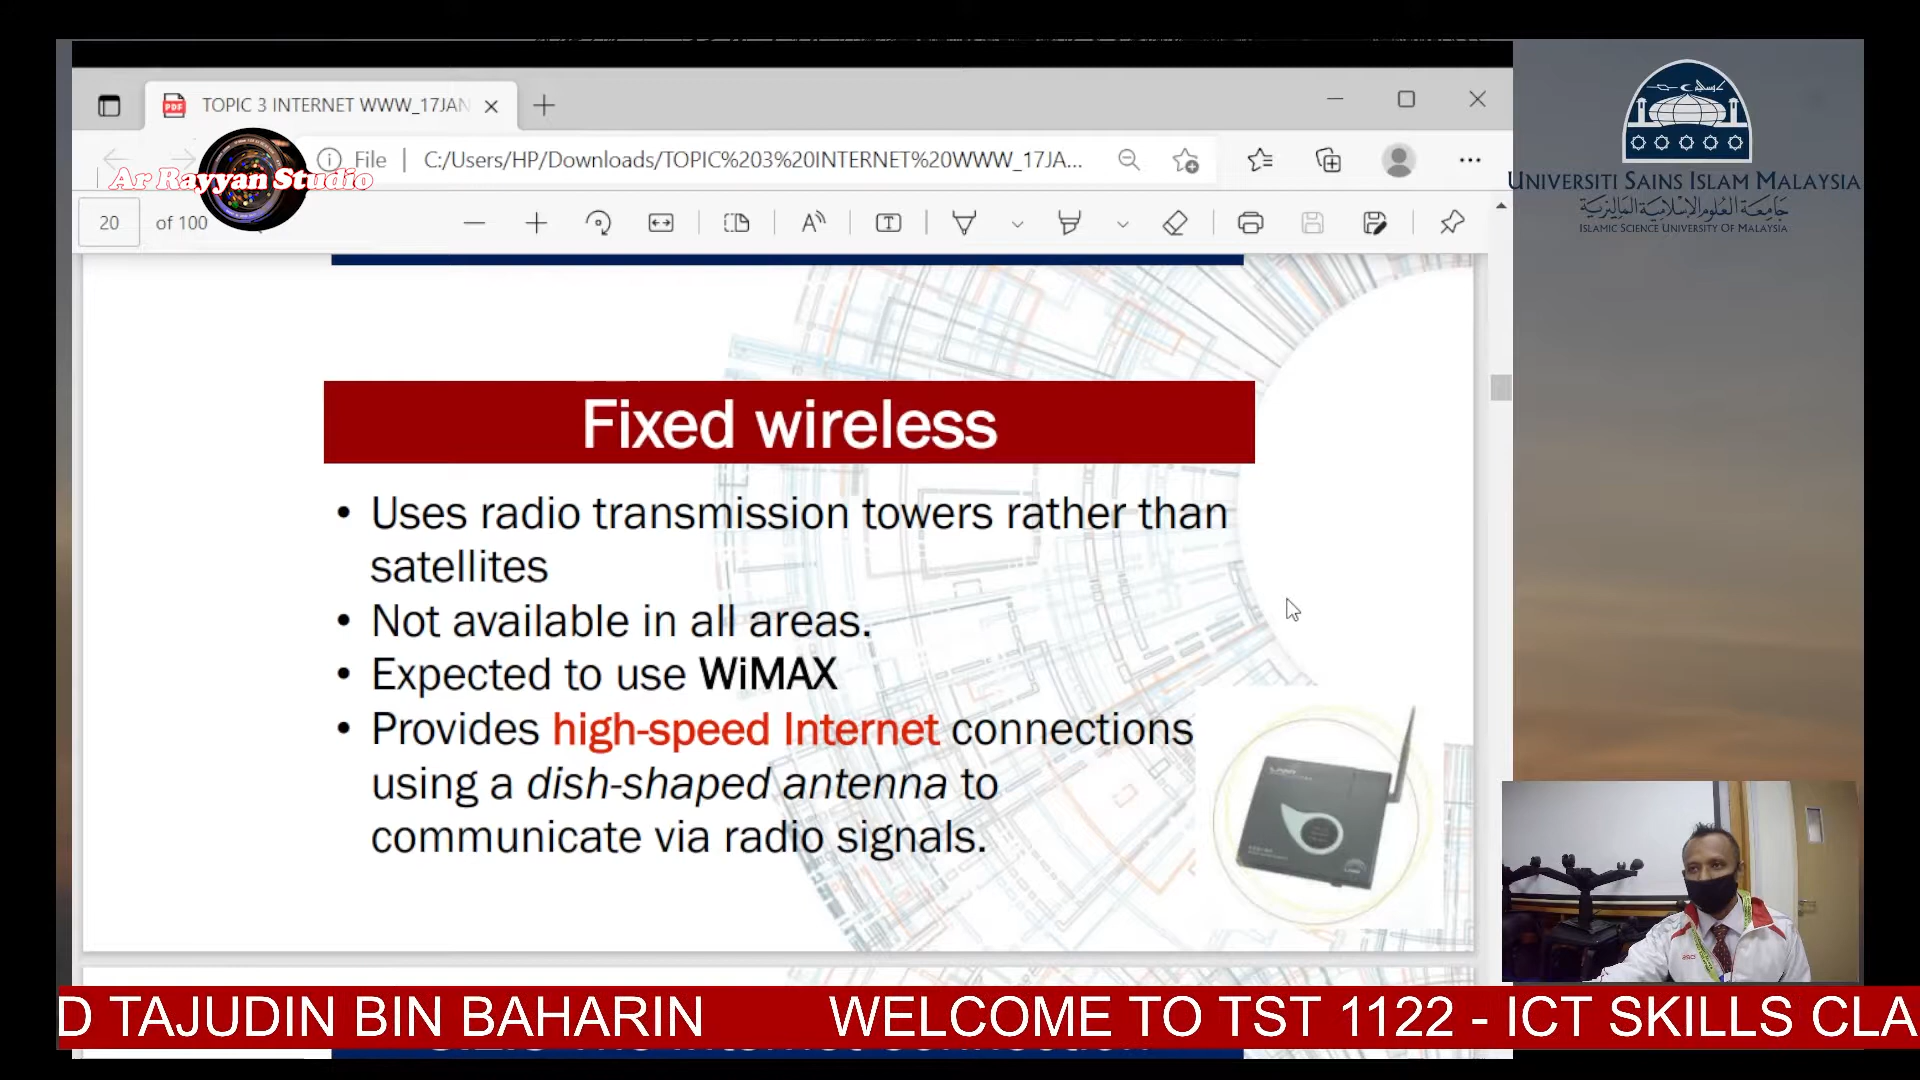 TOPIC 3 INTERNET WWW_17JAN
File
C:/Users/HP/Downloads/TOPIC%203%20INTERNET%20WWW_17JA...
Ar Rayyan Studio
20 of 100
UNIVERSITI SAINS ISLAM MALAYSIA
جامعة العلوم الإسلامية الماليزية
ISLAMIC SCIENCE UNIVERSITY OF MALAYSIA
Fixed wireless
• Uses radio transmission towers rather than
satellites
• Not available in all areas.
• Expected to use WiMAX
• Provides high-speed Internet connections
using a dish-shaped antenna to
communicate via radio signals.
D TAJUDIN BIN BAHARIN WELCOME TO TST 1122 - ICT SKILLS CLA